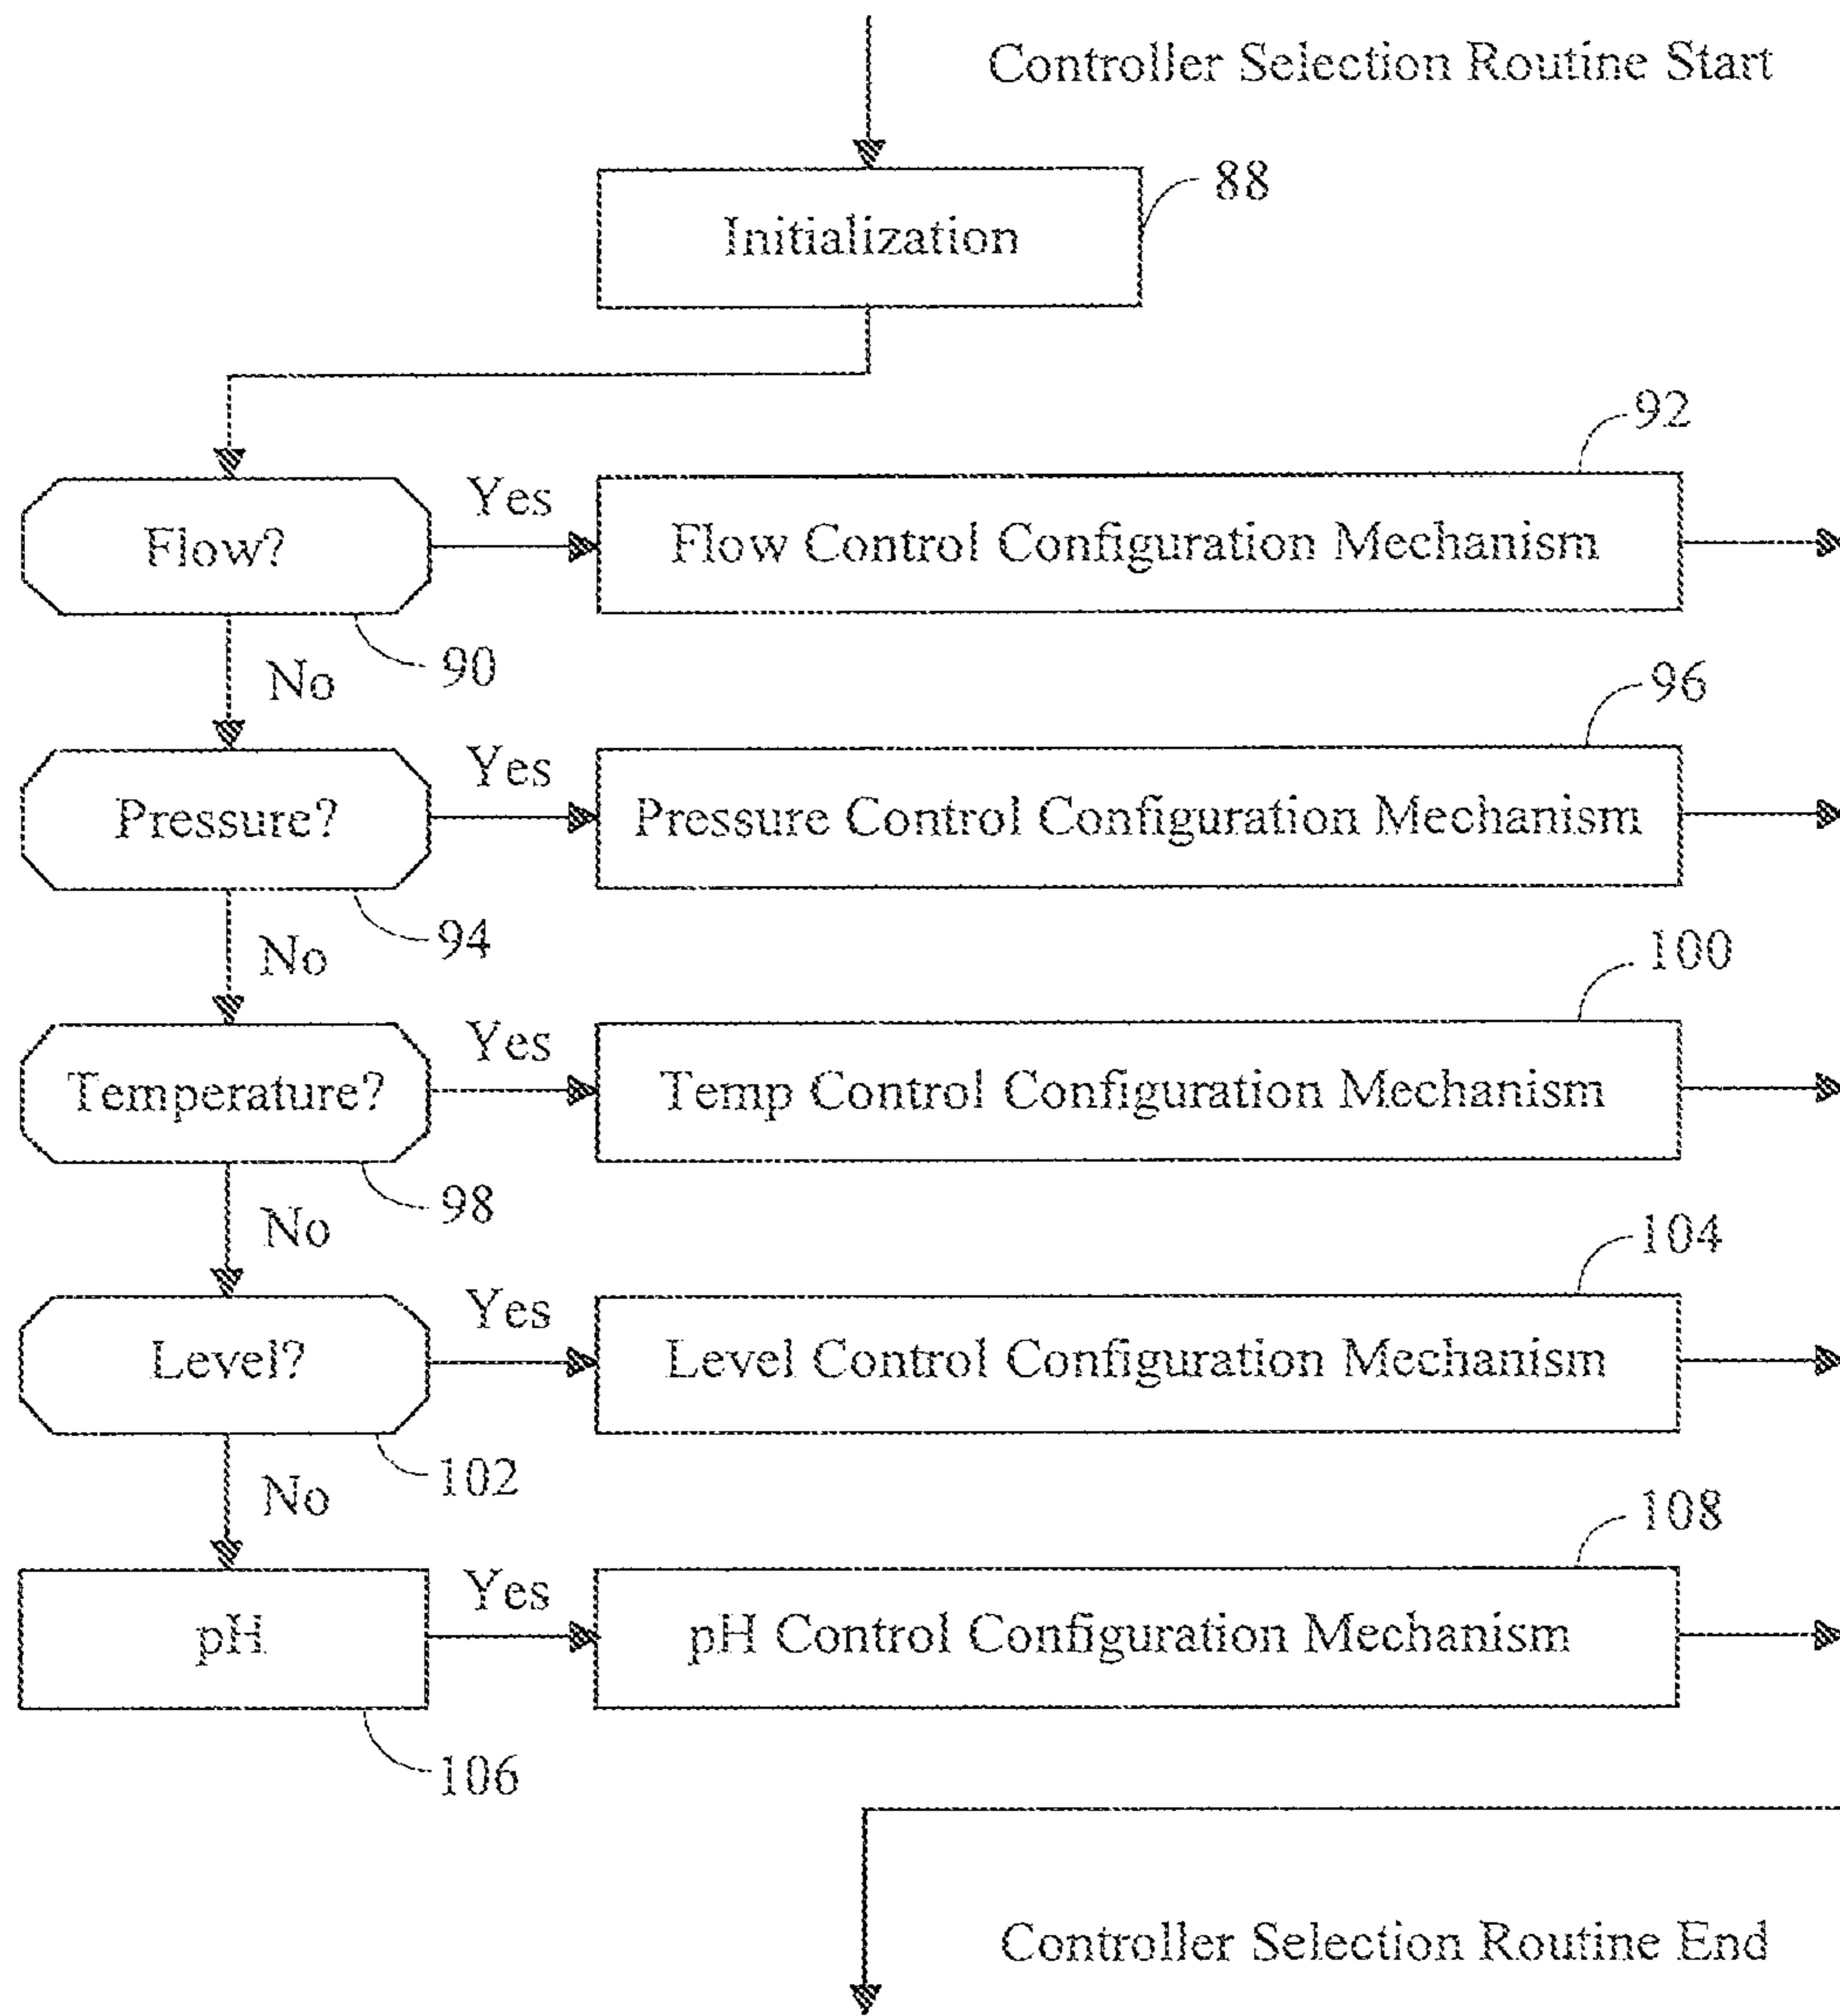 Controller Selection Routine Start
88
Initialization
92
Flow?
Yes
Flow Control Configuration Mechanism
90
No
96
Pressure?
Yes
Pressure Control Configuration Mechanism
94
No
100
Temperature?
Yes
Temp Control Configuration Mechanism
98
No
104
Level?
Yes
Level Control Configuration Mechanism
102
No
108
pH
Yes
pH Control Configuration Mechanism
106
Controller Selection Routine End